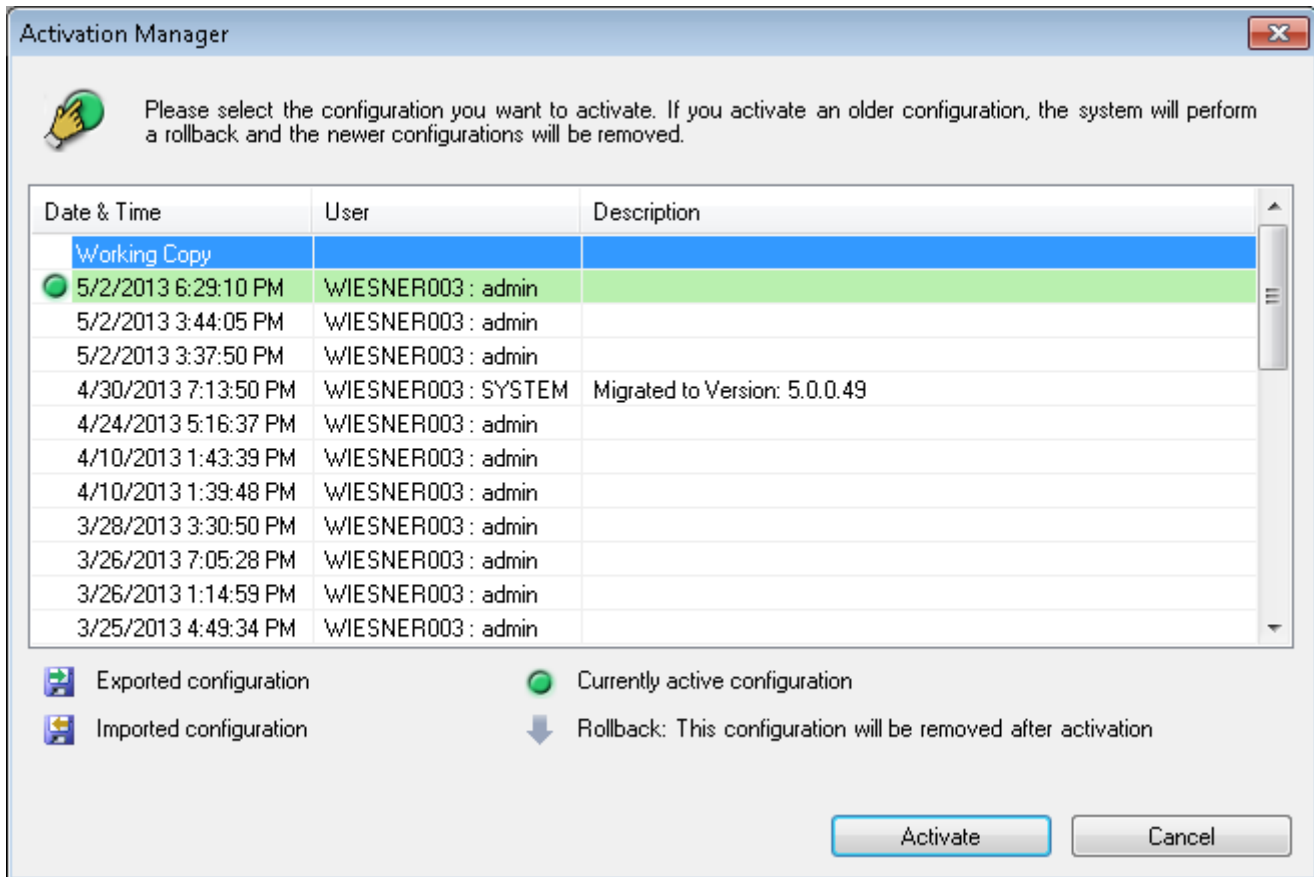 Activation Manager
Please select the configuration you want to activate. If you activate an older configuration, the system will perform
a rollback and the newer configurations will be removed.
Date & Time User Description
Working Copy
5/2/2013 6:29:10 PM WIESNER003 : admin
5/2/2013 3:44:05 PM WIESNER003 : admin
5/2/2013 3:37:50 PM WIESNER003 : admin
4/30/2013 7:13:50 PM WIESNER003 : SYSTEM Migrated to Version: 5.0.0.49
4/24/2013 5:16:37 PM WIESNER003 : admin
4/10/2013 1:43:39 PM WIESNER003 : admin
4/10/2013 1:39:48 PM WIESNER003 : admin
3/28/2013 3:30:50 PM WIESNER003 : admin
3/26/2013 7:05:28 PM WIESNER003 : admin
3/26/2013 1:14:59 PM WIESNER003 : admin
3/25/2013 4:49:34 PM WIESNER003 : admin
Exported configuration Currently active configuration
Imported configuration Rollback: This configuration will be removed after activation
Activate Cancel